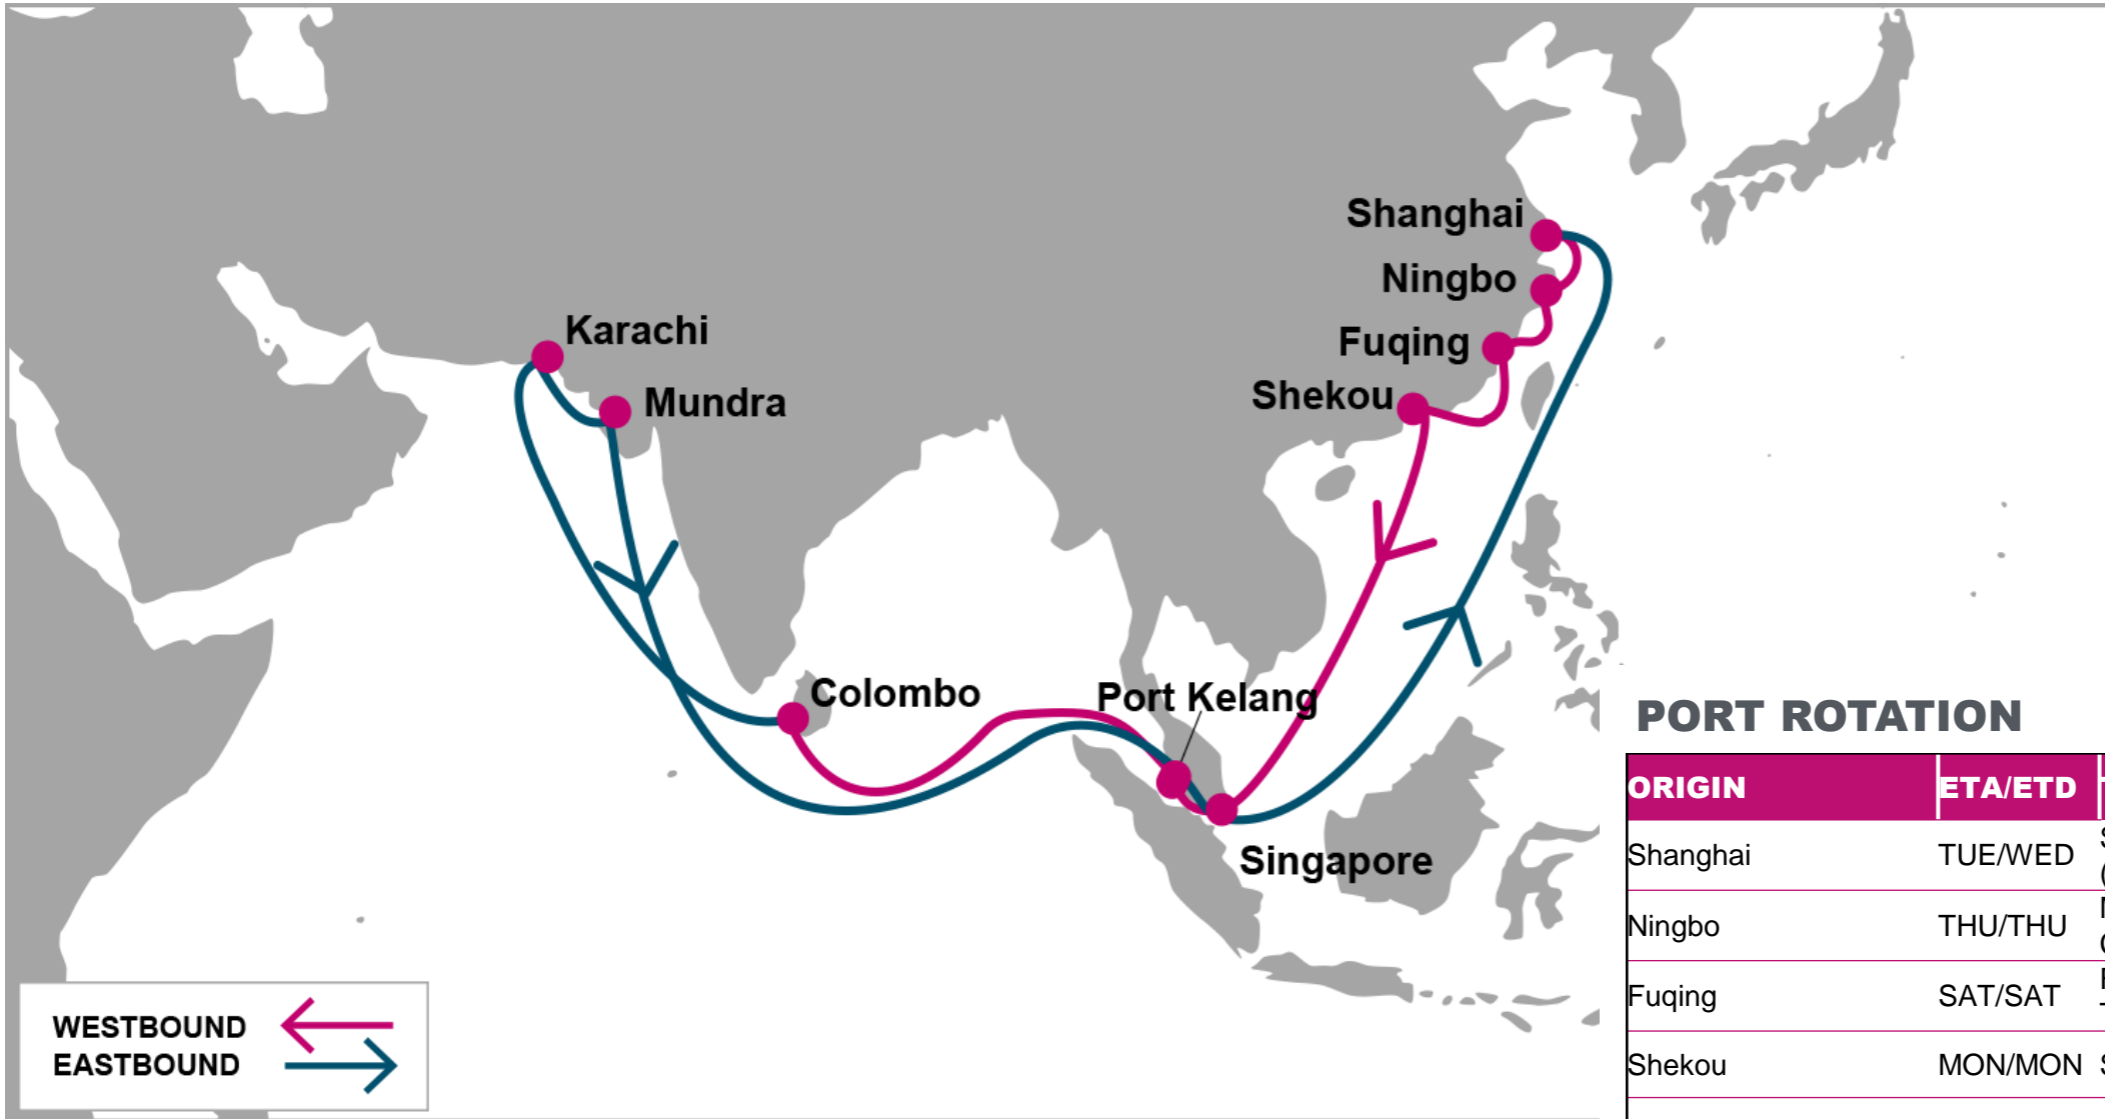 Shanghai
Ningbo
Fuqing
Shekou
Karachi
Mundra
Colombo
Port Kelang
Singapore
WESTBOUND
EASTBOUND
PORT ROTATION
ORIGIN ETA/ETD
Shanghai TUE/WED
Ningbo THU/THU
Fuqing SAT/SAT
Shekou MON/MON